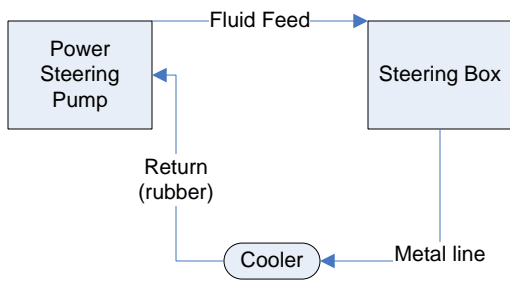 Fluid Feed
Power
Steering
Pump
Steering Box
Return
(rubber)
Metal line
Cooler